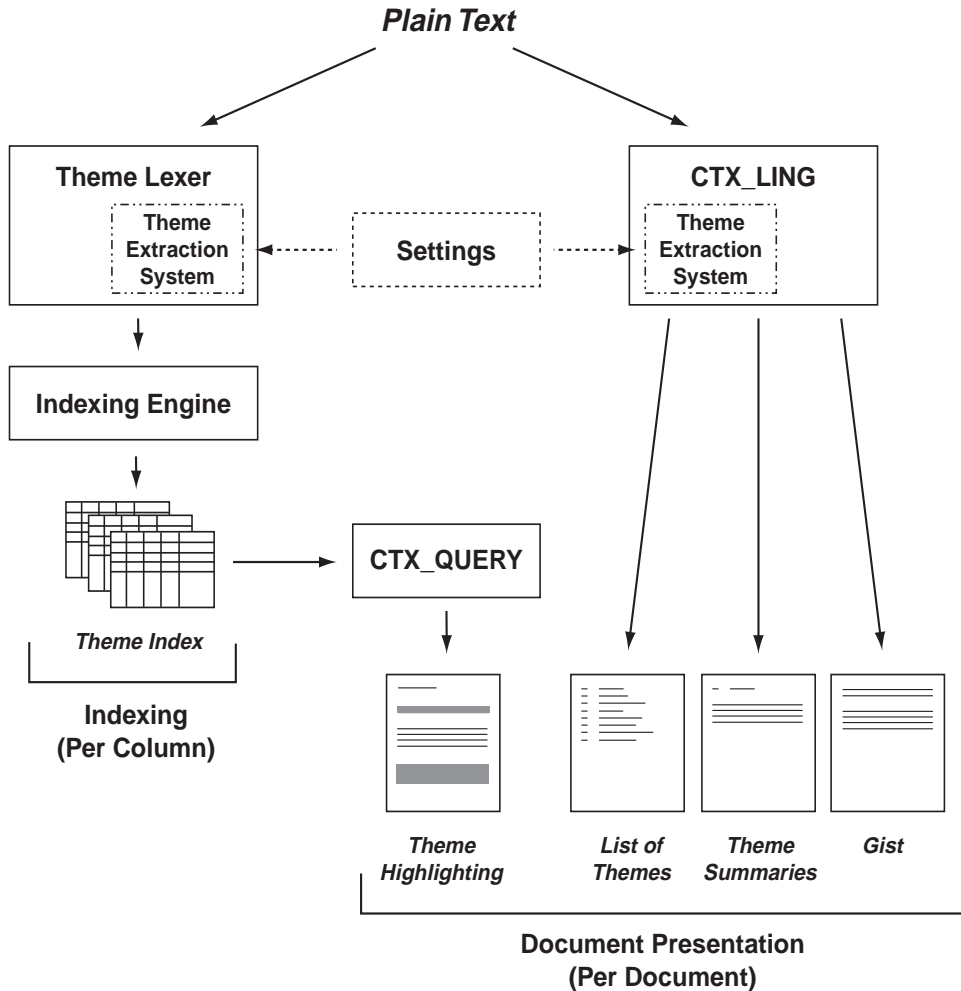 Plain Text
Theme Lexer
Theme
Extraction
System
Settings
CTX_LING
Theme
Extraction
System
Indexing Engine
CTX_QUERY
Theme Index
Indexing
(Per Column)
Theme
Highlighting
List of
Themes
Theme
Summaries
Gist
Document Presentation
(Per Document)